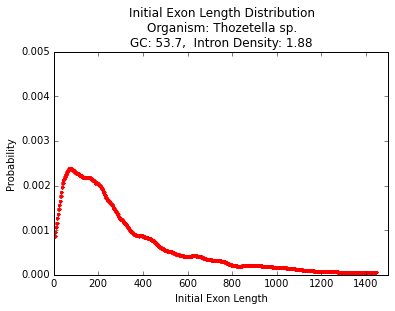 Initial Exon Length Distribution
Organism: Thozetella sp.
GC: 53.7,  Intron Density: 1.88
0.005
0.004
0.003
0.002
0.001
0.000
Probability
0 200 400 600 800 1000 1200 1400
Initial Exon Length